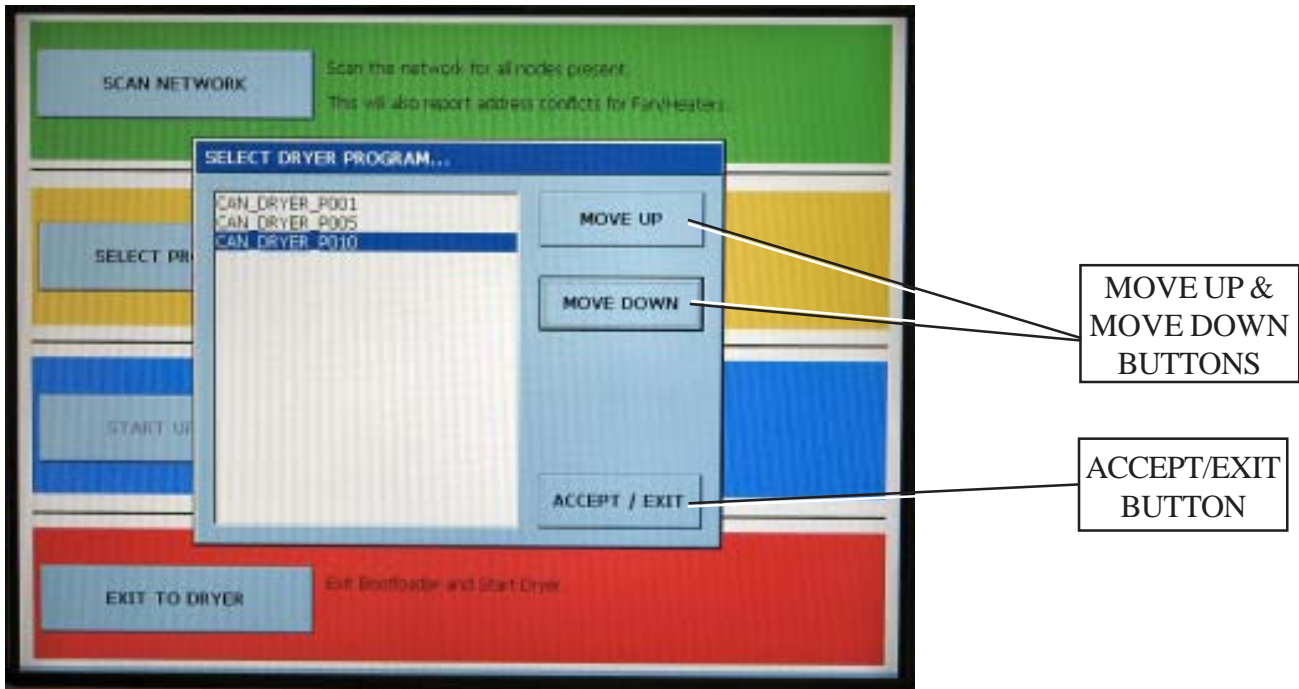 SCAN NETWORK
Scan the network for all nodes present.
This will also report address conflicts for Fan/Heaters.
SELECT DRYER PROGRAM...
CAN_DRYER_P001
CAN_DRYER_P005
CAN_DRYER_P010
MOVE UP
MOVE DOWN
SELECT PR
START UP
ACCEPT / EXIT
EXIT TO DRYER
Exit Bootloader and Start Dryer
MOVE UP &
MOVE DOWN
BUTTONS
ACCEPT/EXIT
BUTTON